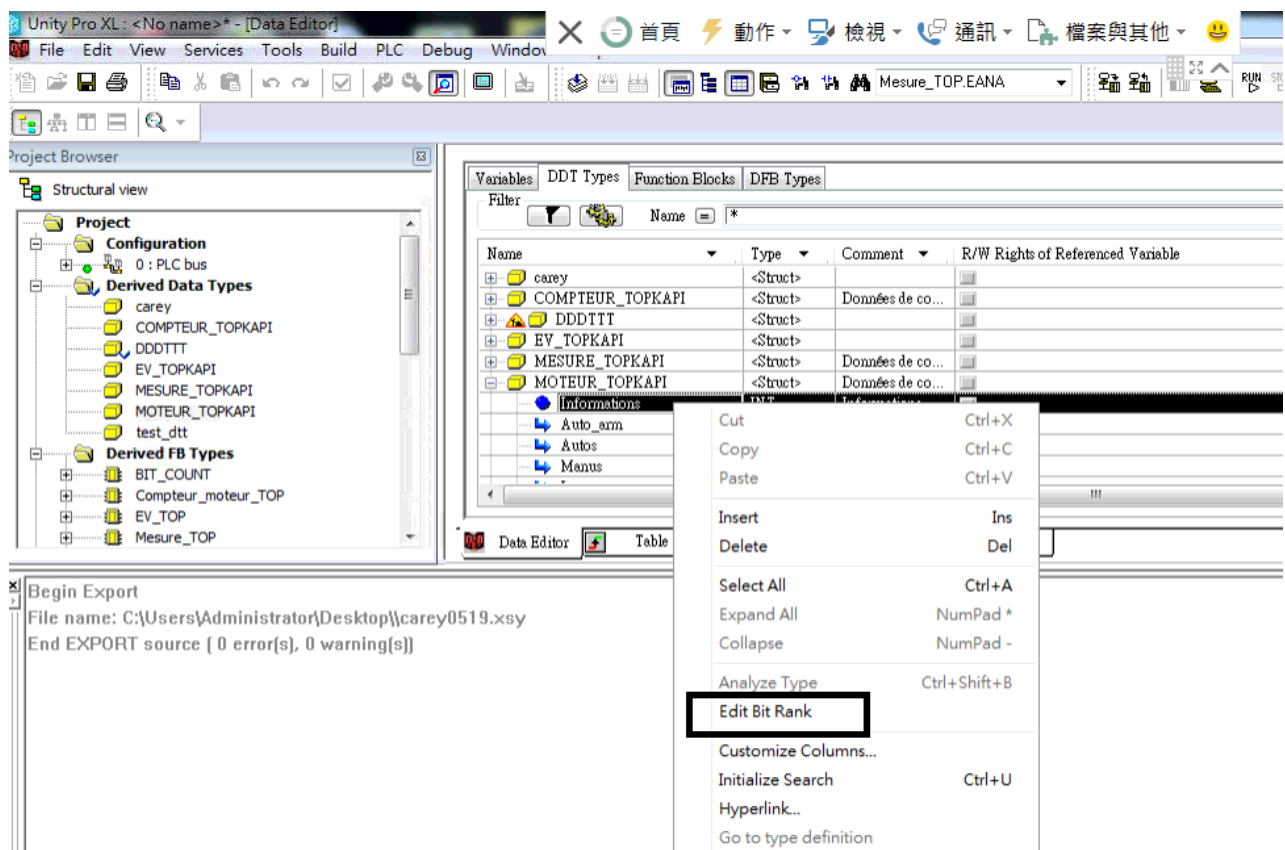 Unity Pro XL : <No name>* - [Data Editor]
首頁 動作 檢視 通訊 檔案與其他
File Edit View Services Tools Build PLC Debug Window
Mesure_TOP.EANA
RUN
Project Browser
Structural view
Project
Configuration
0 : PLC bus
Derived Data Types
carey
COMPTEUR_TOPKAPI
DDDTTT
EV_TOPKAPI
MESURE_TOPKAPI
MOTEUR_TOPKAPI
test_dtt
Derived FB Types
BIT_COUNT
Compteur_moteur_TOP
EV_TOP
Mesure_TOP
Variables DDT Types Function Blocks DFB Types
Filter
Name = *
Name Type Comment R/W Rights of Referenced Variable
carey <Struct>
COMPTEUR_TOPKAPI <Struct> Données de co...
DDDTTT <Struct>
EV_TOPKAPI <Struct>
MESURE_TOPKAPI <Struct> Données de co...
MOTEUR_TOPKAPI <Struct> Données de co...
Informations INT Informations
Auto_arm
Autos
Manus
Data Editor Table
Cut Ctrl+X
Copy Ctrl+C
Paste Ctrl+V
Insert Ins
Delete Del
Select All Ctrl+A
Expand All NumPad *
Collapse NumPad -
Analyze Type Ctrl+Shift+B
Edit Bit Rank
Customize Columns...
Initialize Search Ctrl+U
Hyperlink...
Go to type definition
Begin Export
File name: C:\Users\Administrator\Desktop\\carey0519.xsy
End EXPORT source ( 0 error(s), 0 warning(s))